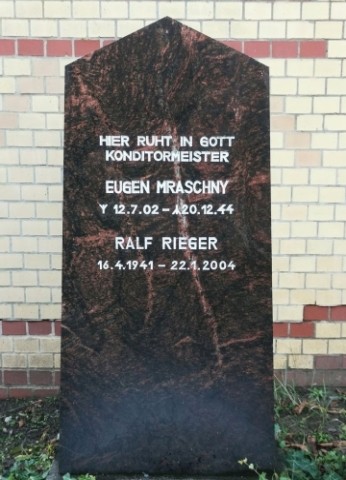 HIER RUHT IN GOTT
KONDITORMEISTER
EUGEN MRASCHNY
ᛉ 12.7.02 – ᛣ 20.12.44
RALF RIEGER
16.4.1941 – 22.1.2004